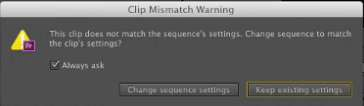 Clip Mismatch Warning
This clip does not match the sequence's settings. Change sequence to match
the clip's settings?
Pr
Always ask
Change sequence settings
Keep existing settings